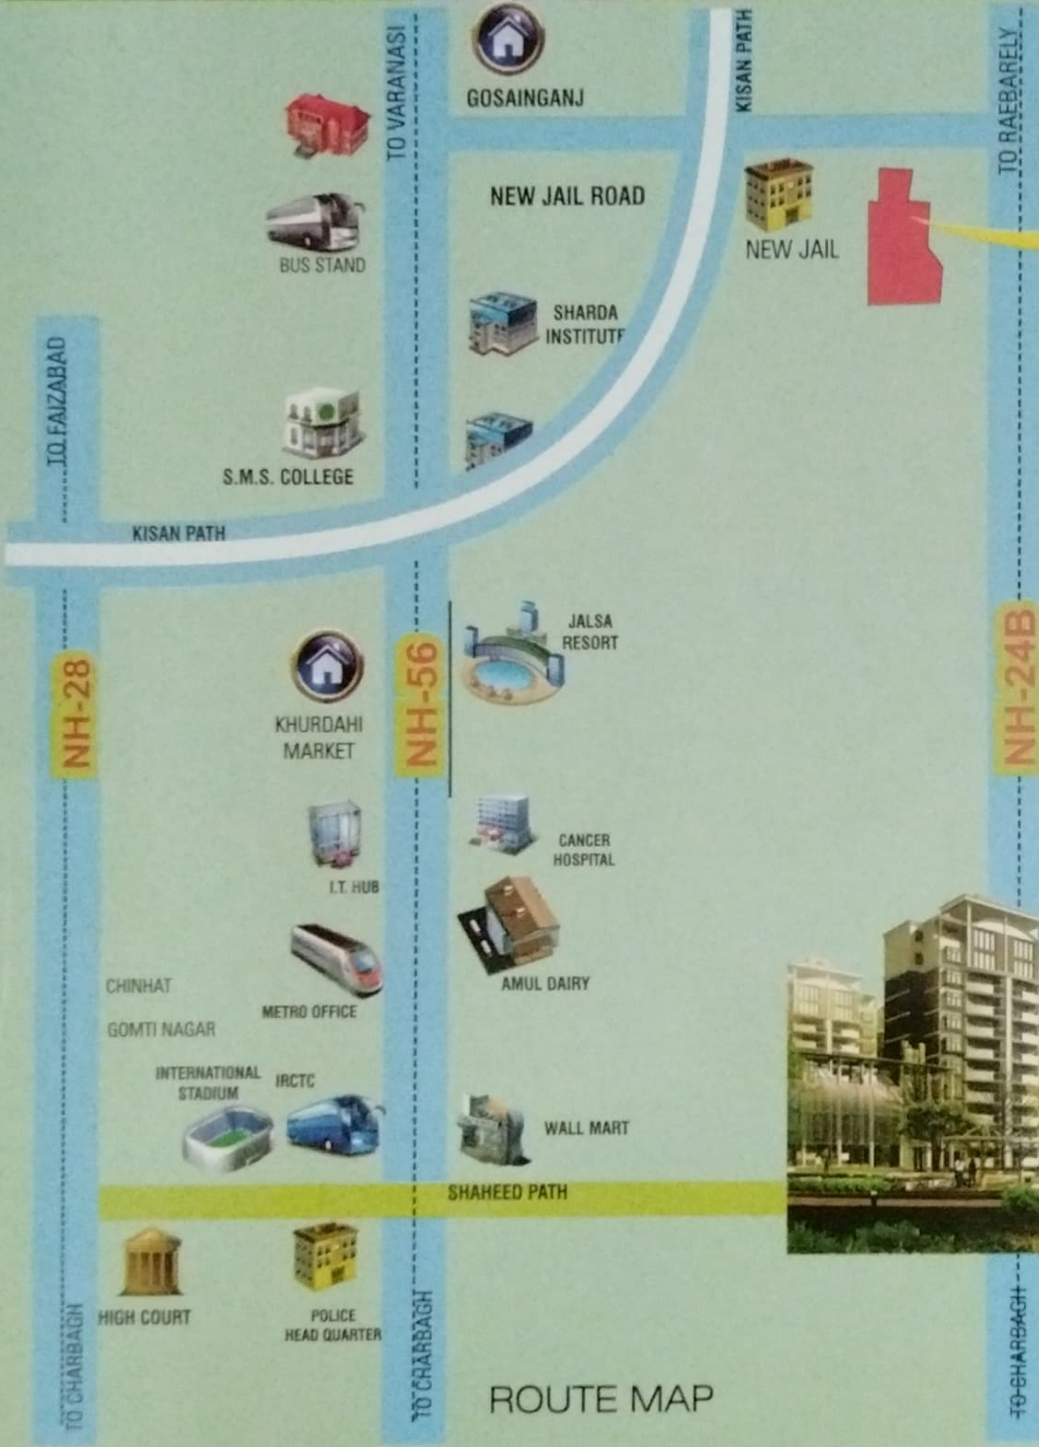 TO VARANASI
GOSAINGANJ
KISAN PATH
TO RAEBARELY
NEW JAIL ROAD
NEW JAIL
BUS STAND
SHARDA
INSTITUTE
TO FAIZABAD
S.M.S. COLLEGE
KISAN PATH
JALSA
RESORT
NH-28
NH-56
NH-24B
KHURDAHI
MARKET
CANCER
HOSPITAL
I.T. HUB
AMUL DAIRY
CHINHAT
METRO OFFICE
GOMTI NAGAR
INTERNATIONAL
STADIUM
IRCTC
WALL MART
SHAHEED PATH
HIGH COURT
POLICE
HEAD QUARTER
TO CHARBAGH
TO CHARBAGH
TO CHARBAGH
ROUTE MAP